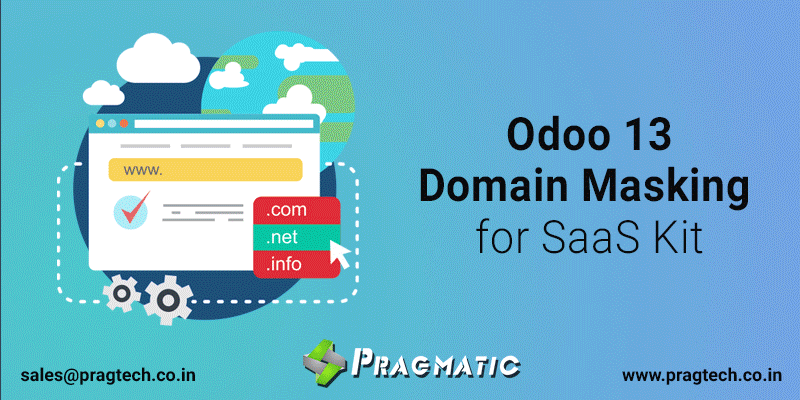 www.
.com
.net
.info
Odoo 13
Domain Masking
for SaaS Kit
PRAGMATIC
sales@pragtech.co.in
www.pragtech.co.in